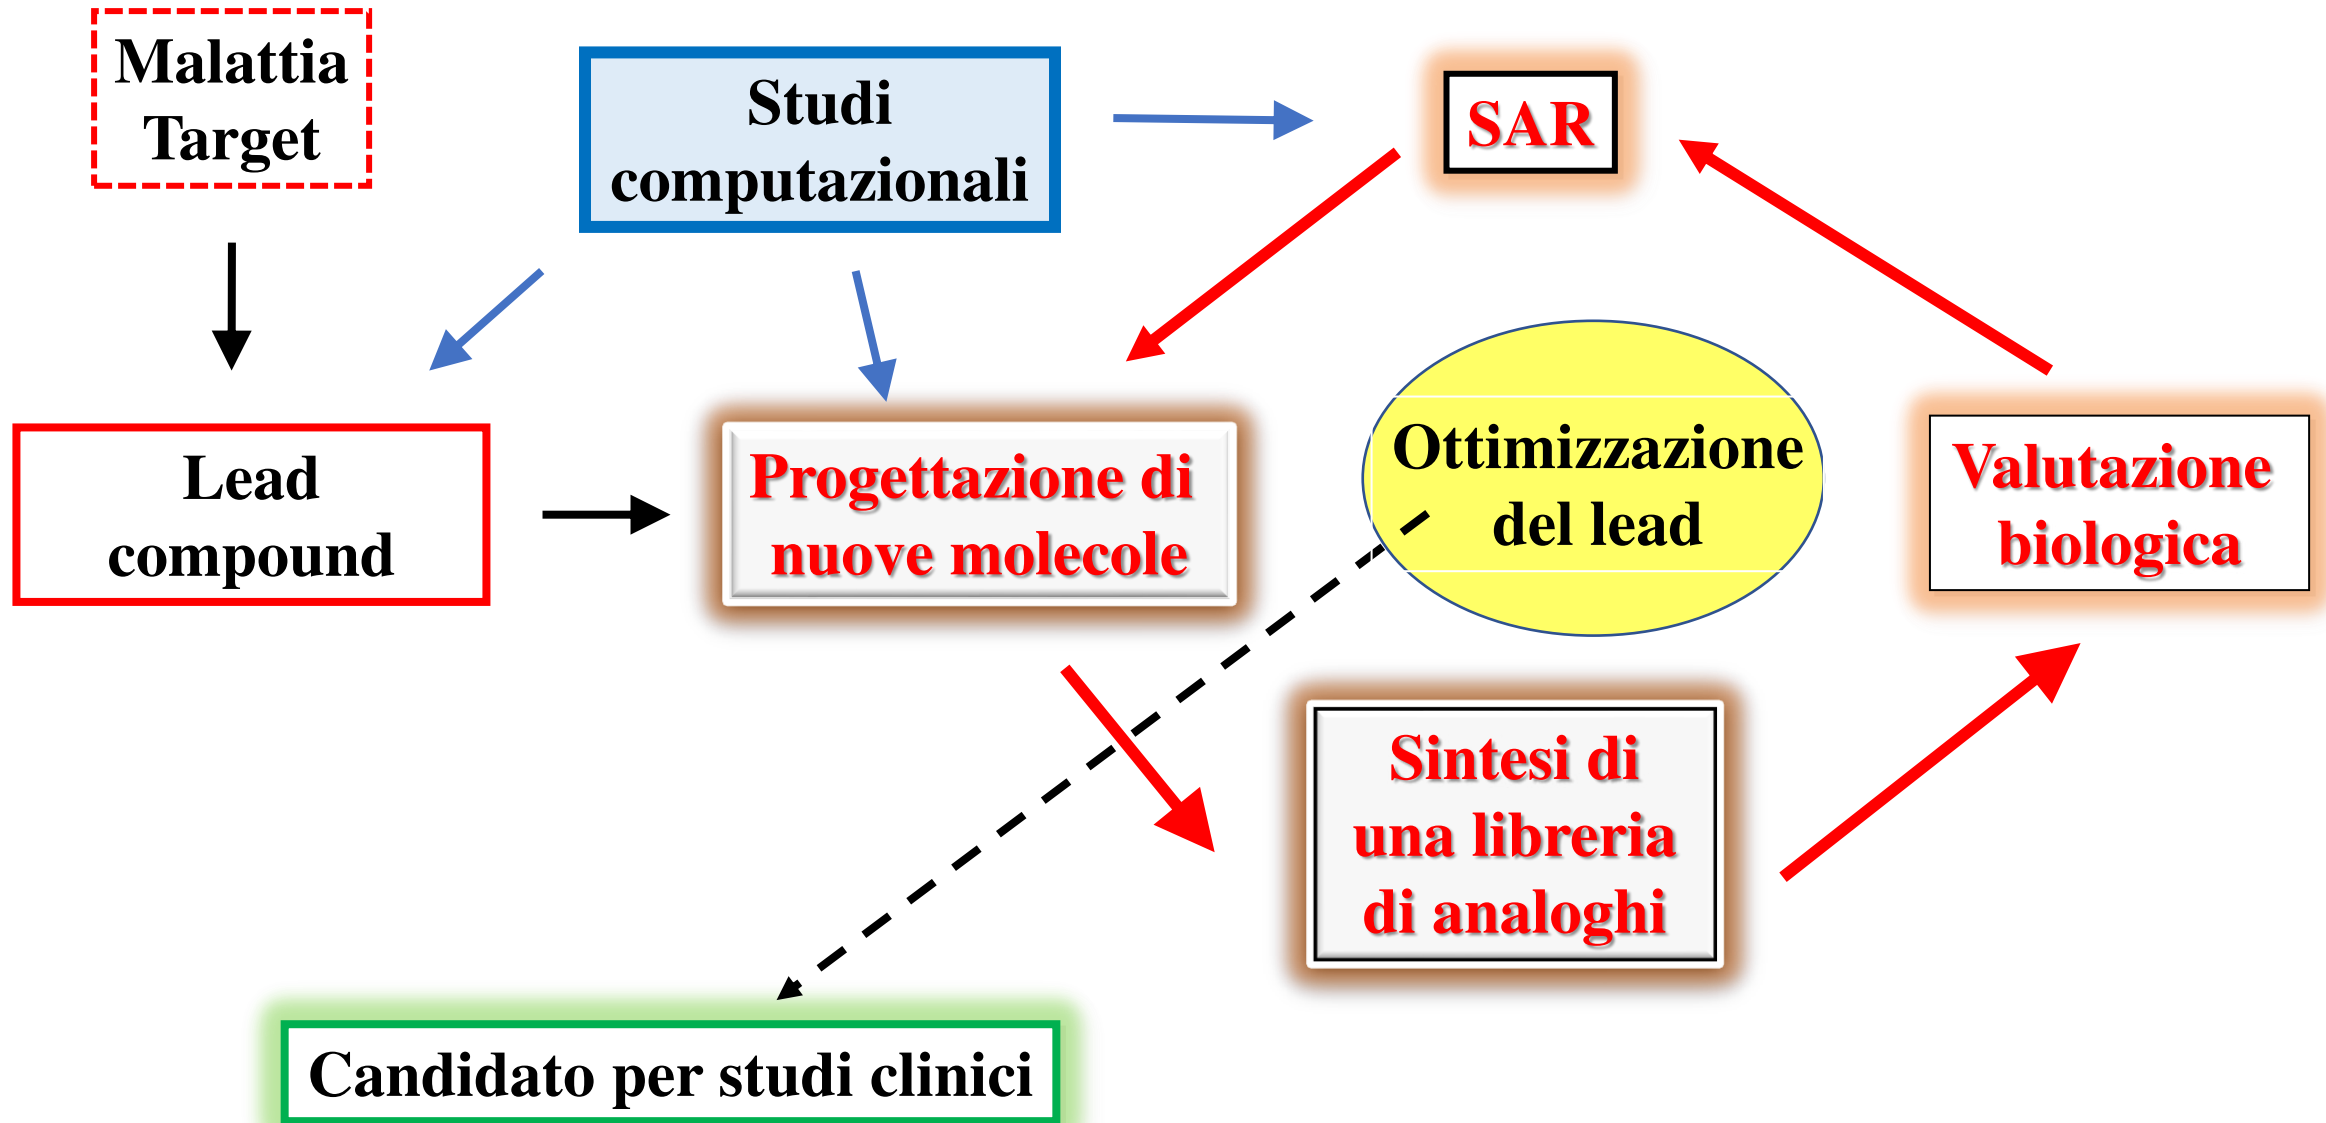 Malattia
Target
Studi
computazionali
SAR
Lead
compound
Progettazione di
nuove molecole
Ottimizzazione
del lead
Valutazione
biologica
Sintesi di
una libreria
di analoghi
Candidato per studi clinici